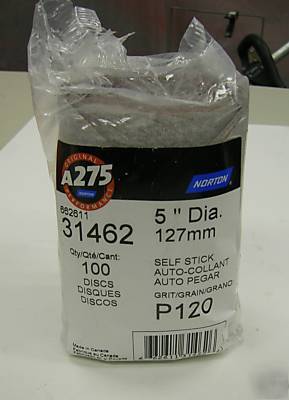 ORIGINAL
A275
PERFORMANCE
NORTON
662611
31462
5 " Dia.
127mm
Qty/Qté/Cant:
100
DISCS
DISQUES
DISCOS
SELF STICK
AUTO-COLLANT
AUTO PEGAR
GRIT/GRAIN/GRANO
P120
Made in Canada